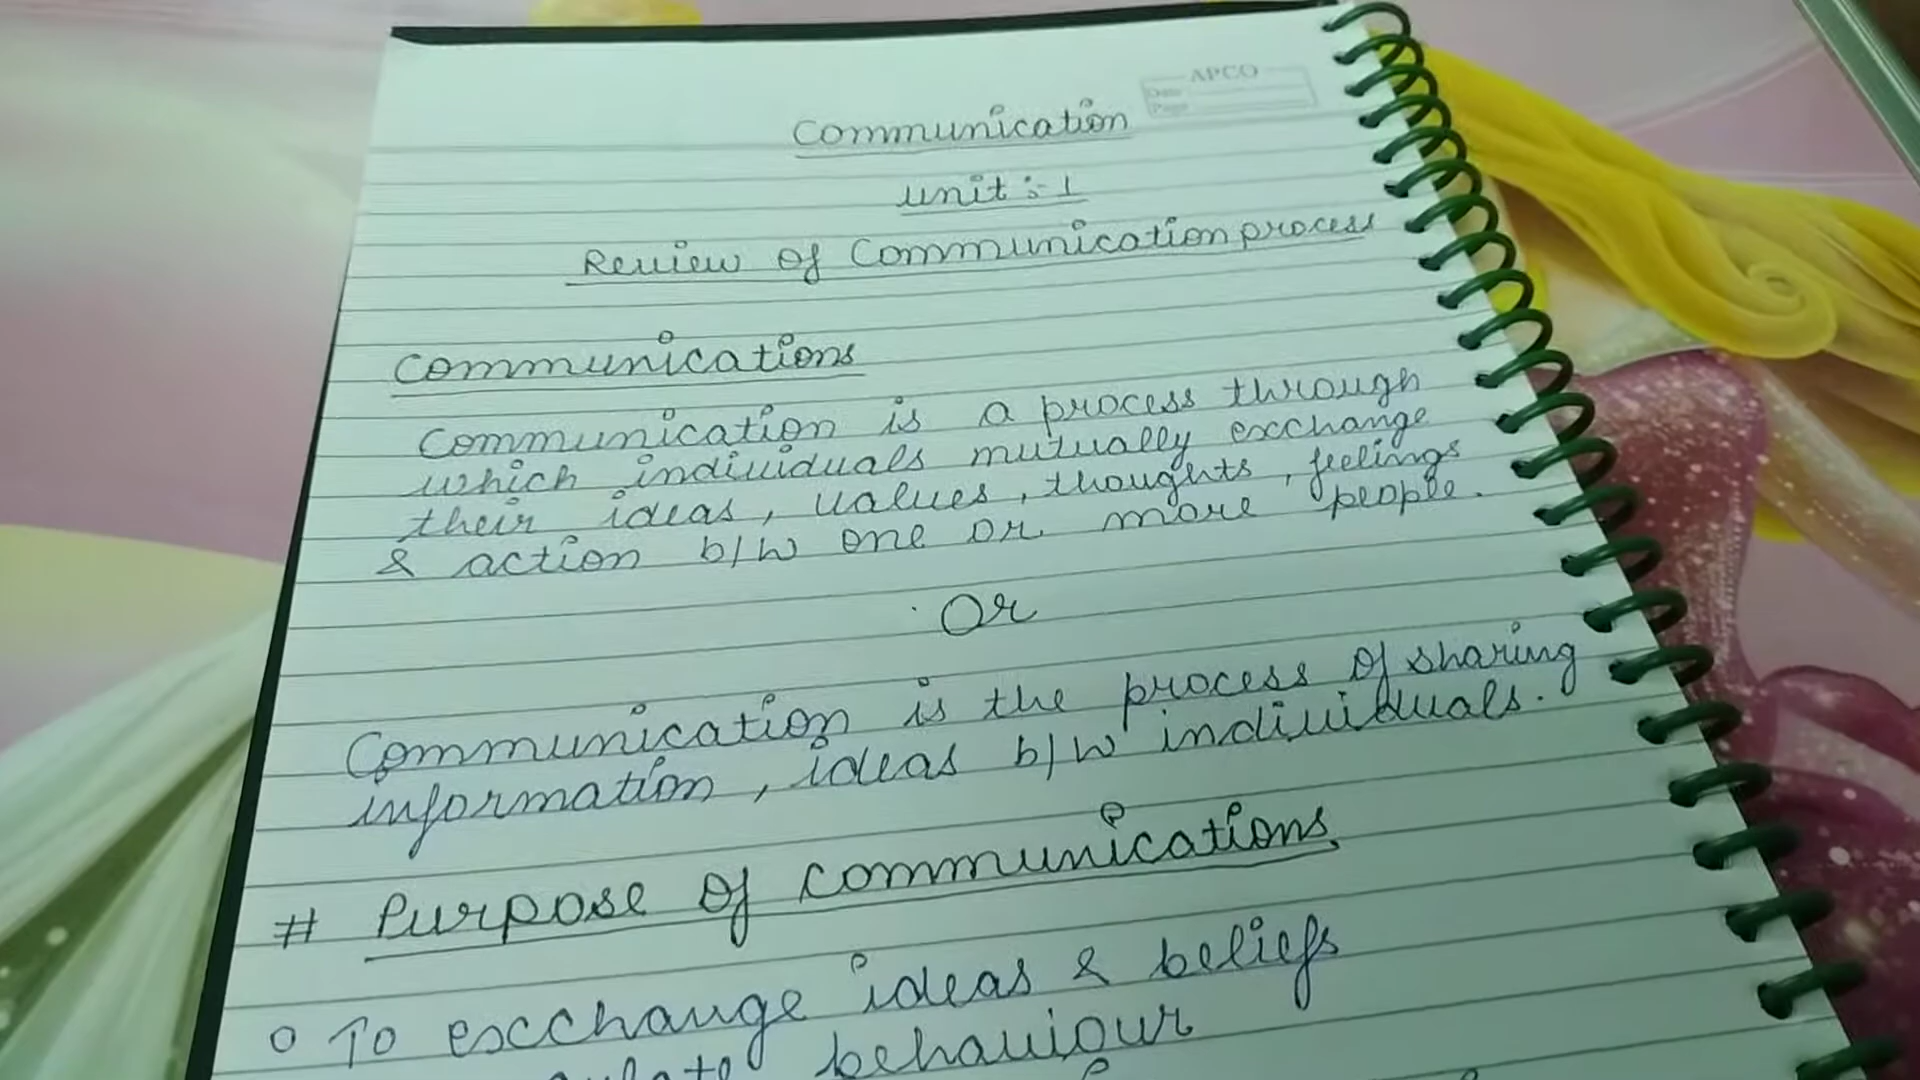 APCO
Date
Page
Communication
Unit :- 1
Review of Communication process
Communications
Communication is a process through
which individuals mutually exchange
their ideas, values, thoughts, feelings
& action b/w one or more people.
Or
Communication is the process of sharing
information, ideas b/w individuals.
# Purpose of communications
o To exchange ideas & beliefs
behaviour